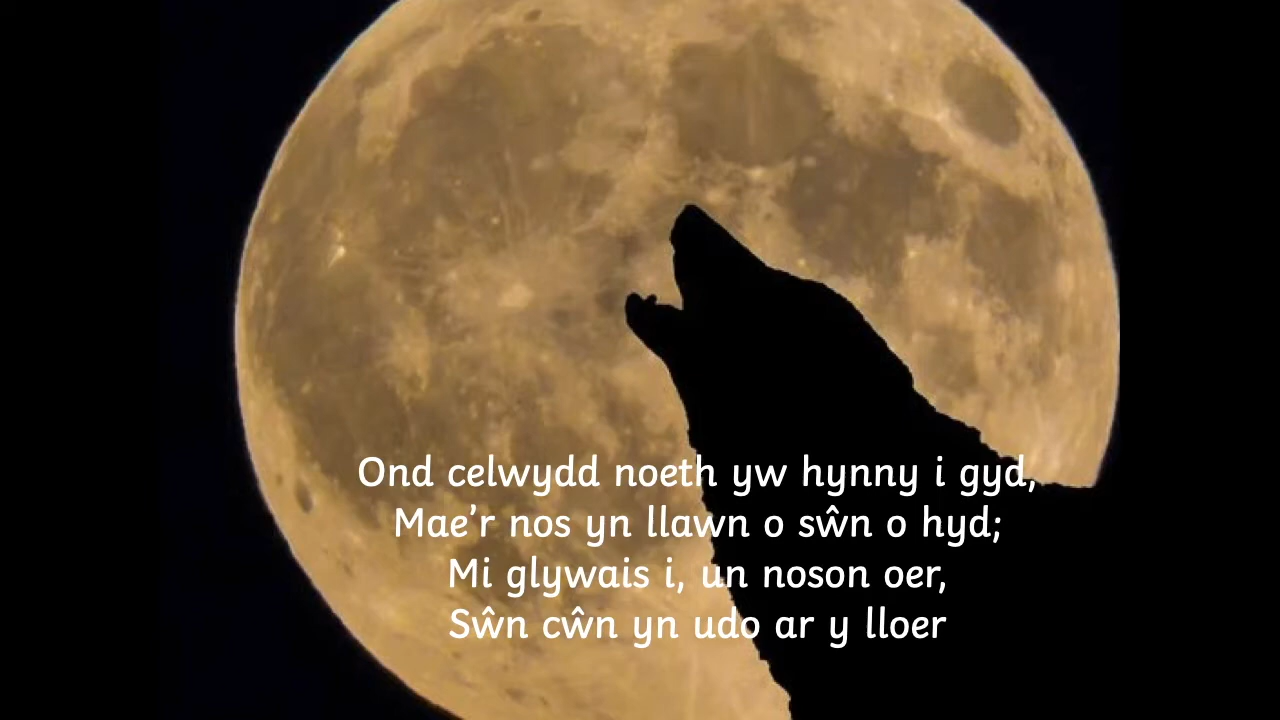 Ond celwydd noeth yw hynny i gyd,
Mae’r nos yn llawn o sŵn o hyd;
Mi glywais i, un noson oer,
Sŵn cŵn yn udo ar y lloer